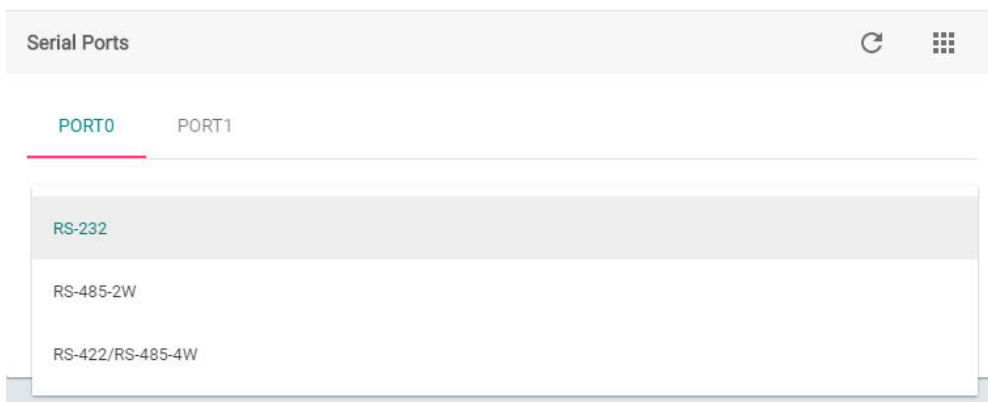 Serial Ports
PORT0 PORT1
RS-232
RS-485-2W
RS-422/RS-485-4W